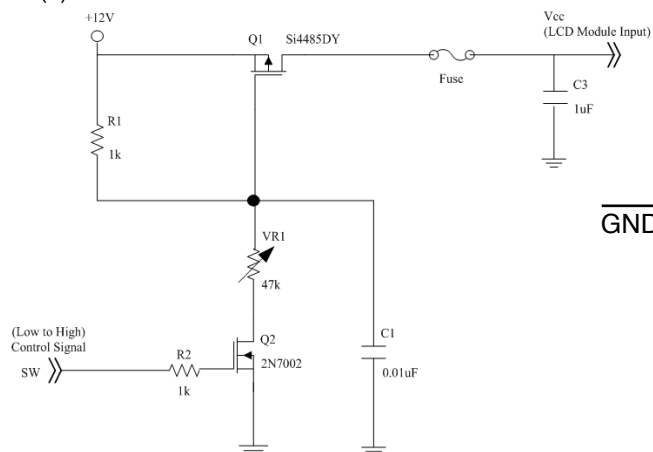 +12V
Q1
Si4485DY
Vcc
(LCD Module Input)
Fuse
C3
1uF
R1
1k
GND
VR1
47k
(Low to High)
Control Signal
SW
R2
1k
Q2
2N7002
C1
0.01uF